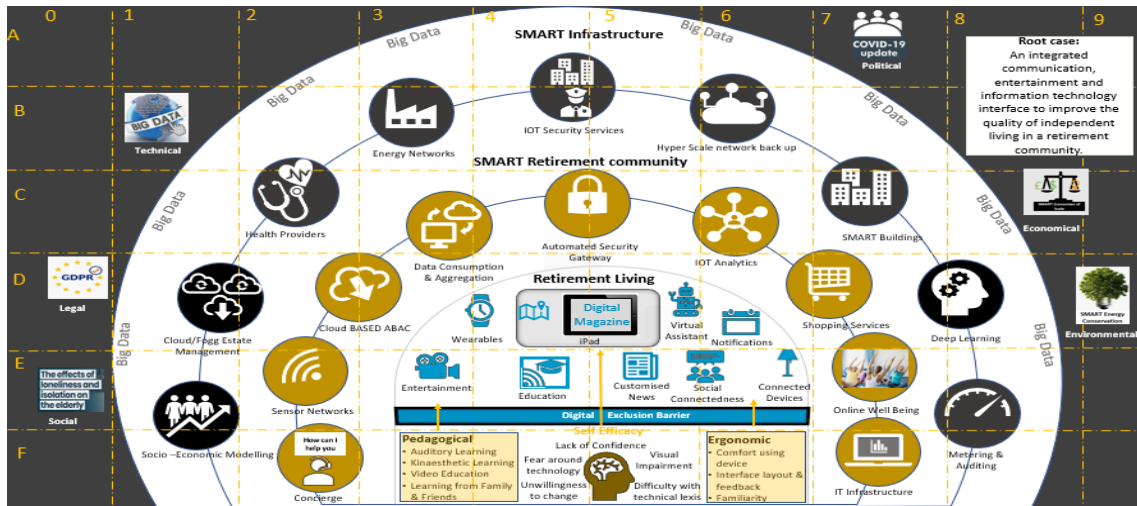 0 1 2 3 4 5 6 7 8 9
A
B
C
D
E
F
Big Data
Big Data
Big Data
Big Data
Big Data
Big Data
Big Data
Big Data
Big Data
SMART Infrastructure
COVID-19
update
Political
Root case:
An integrated
communication,
entertainment and
information technology
interface to improve the
quality of independent
living in a retirement
community.
BIG DATA
Technical
Energy Networks
IOT Security Services
Hyper Scale network back up
SMART Retirement community
Health Providers
Data Consumption
& Aggregation
Automated Security
Gateway
IOT Analytics
SMART Buildings
SMART Economies of
Scale
Economical
GDPR
Legal
Cloud/Fogg Estate
Management
Cloud BASED ABAC
Retirement Living
Wearables
Digital
Magazine
iPad
Virtual
Assistant
Notifications
Shopping Services
Deep Learning
SMART Energy
Conservation
Environmental
The effects of
loneliness and
isolation on
the elderly
Social
Socio –Economic Modelling
Sensor Networks
Entertainment
Education
Customised
News
Social
Connectedness
Connected
Devices
Online Well Being
Metering &
Auditing
Digital Exclusion Barrier
Self Efficacy
How can I
help you
Concierge
Pedagogical
• Auditory Learning
• Kinaesthetic Learning
• Video Education
• Learning from Family
& Friends
Lack of Confidence
Fear around
technology
Unwillingness
to change
Visual
Impairment
Difficulty with
technical lexis
Ergonomic
• Comfort using
device
• Interface layout &
feedback
• Familiarity
IT Infrastructure